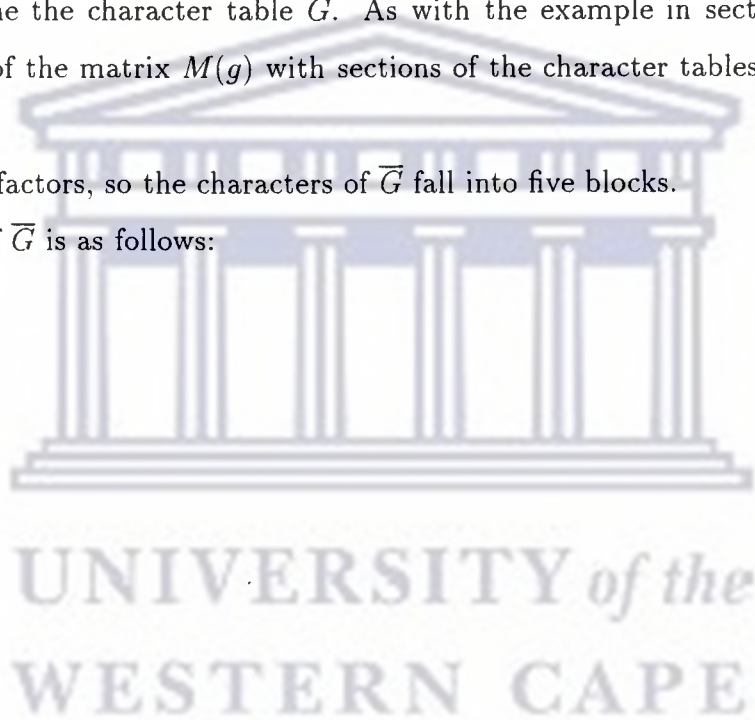 he the character table G. As with the example in sect
of the matrix M(g) with sections of the character tables
factors, so the characters of G̅ fall into five blocks.
G̅ is as follows:
UNIVERSITY of the
WESTERN CAPE